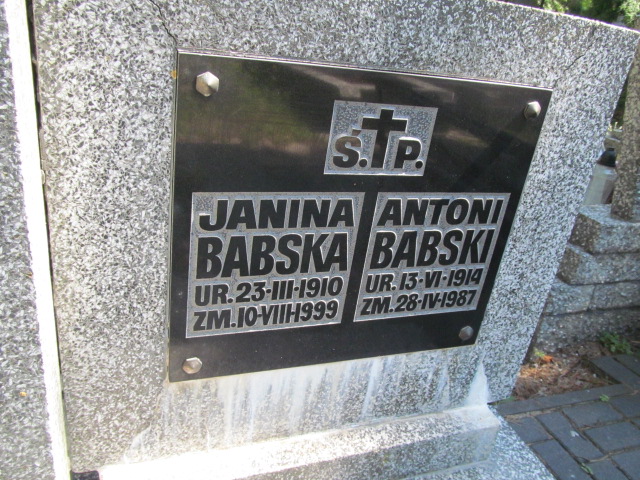 Ś.P.
JANINA
BABSKA
UR.23-III-1910
ZM.10-VIII-1999
ANTONI
BABSKI
UR.13-VI-1914
ZM.28-IV-1987